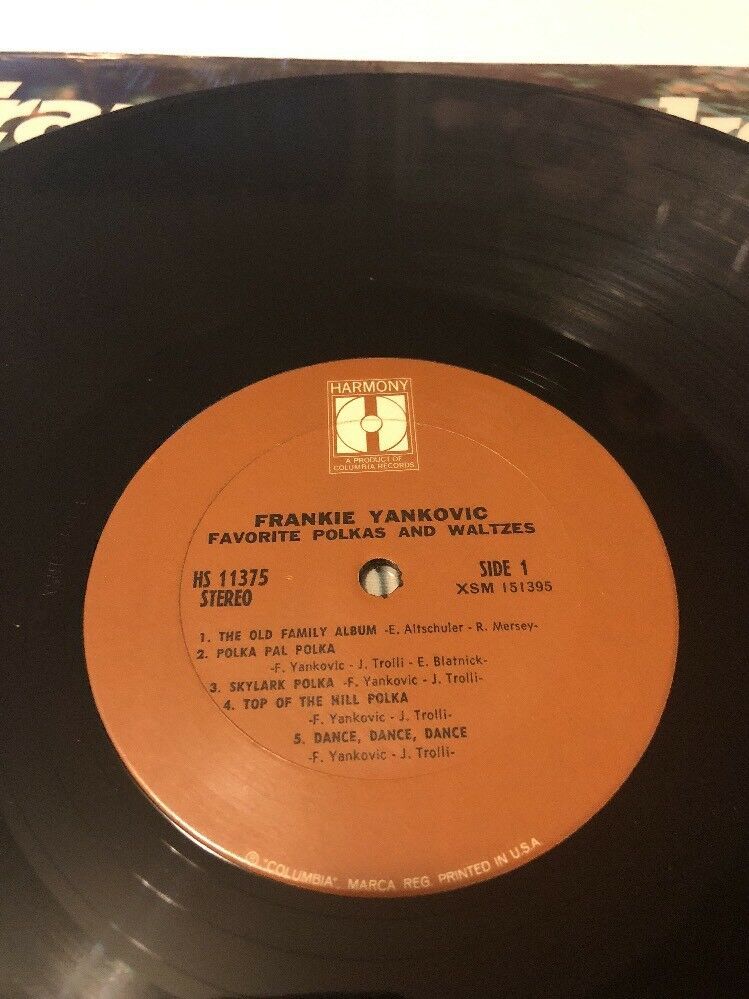 HARMONY
A PRODUCT OF
COLUMBIA RECORDS
FRANKIE YANKOVIC
FAVORITE POLKAS AND WALTZES
HS 11375
STEREO
SIDE 1
XSM 151395
1. THE OLD FAMILY ALBUM -E. Altschuler - R. Mersey-
2. POLKA PAL POLKA
-F. Yankovic - J. Trolli - E. Blatnick-
3. SKYLARK POLKA -F. Yankovic - J. Trolli-
4. TOP OF THE HILL POLKA
-F. Yankovic - J. Trolli-
5. DANCE, DANCE, DANCE
-F. Yankovic - J. Trolli-
℗ "COLUMBIA", MARCA REG. PRINTED IN U.S.A.